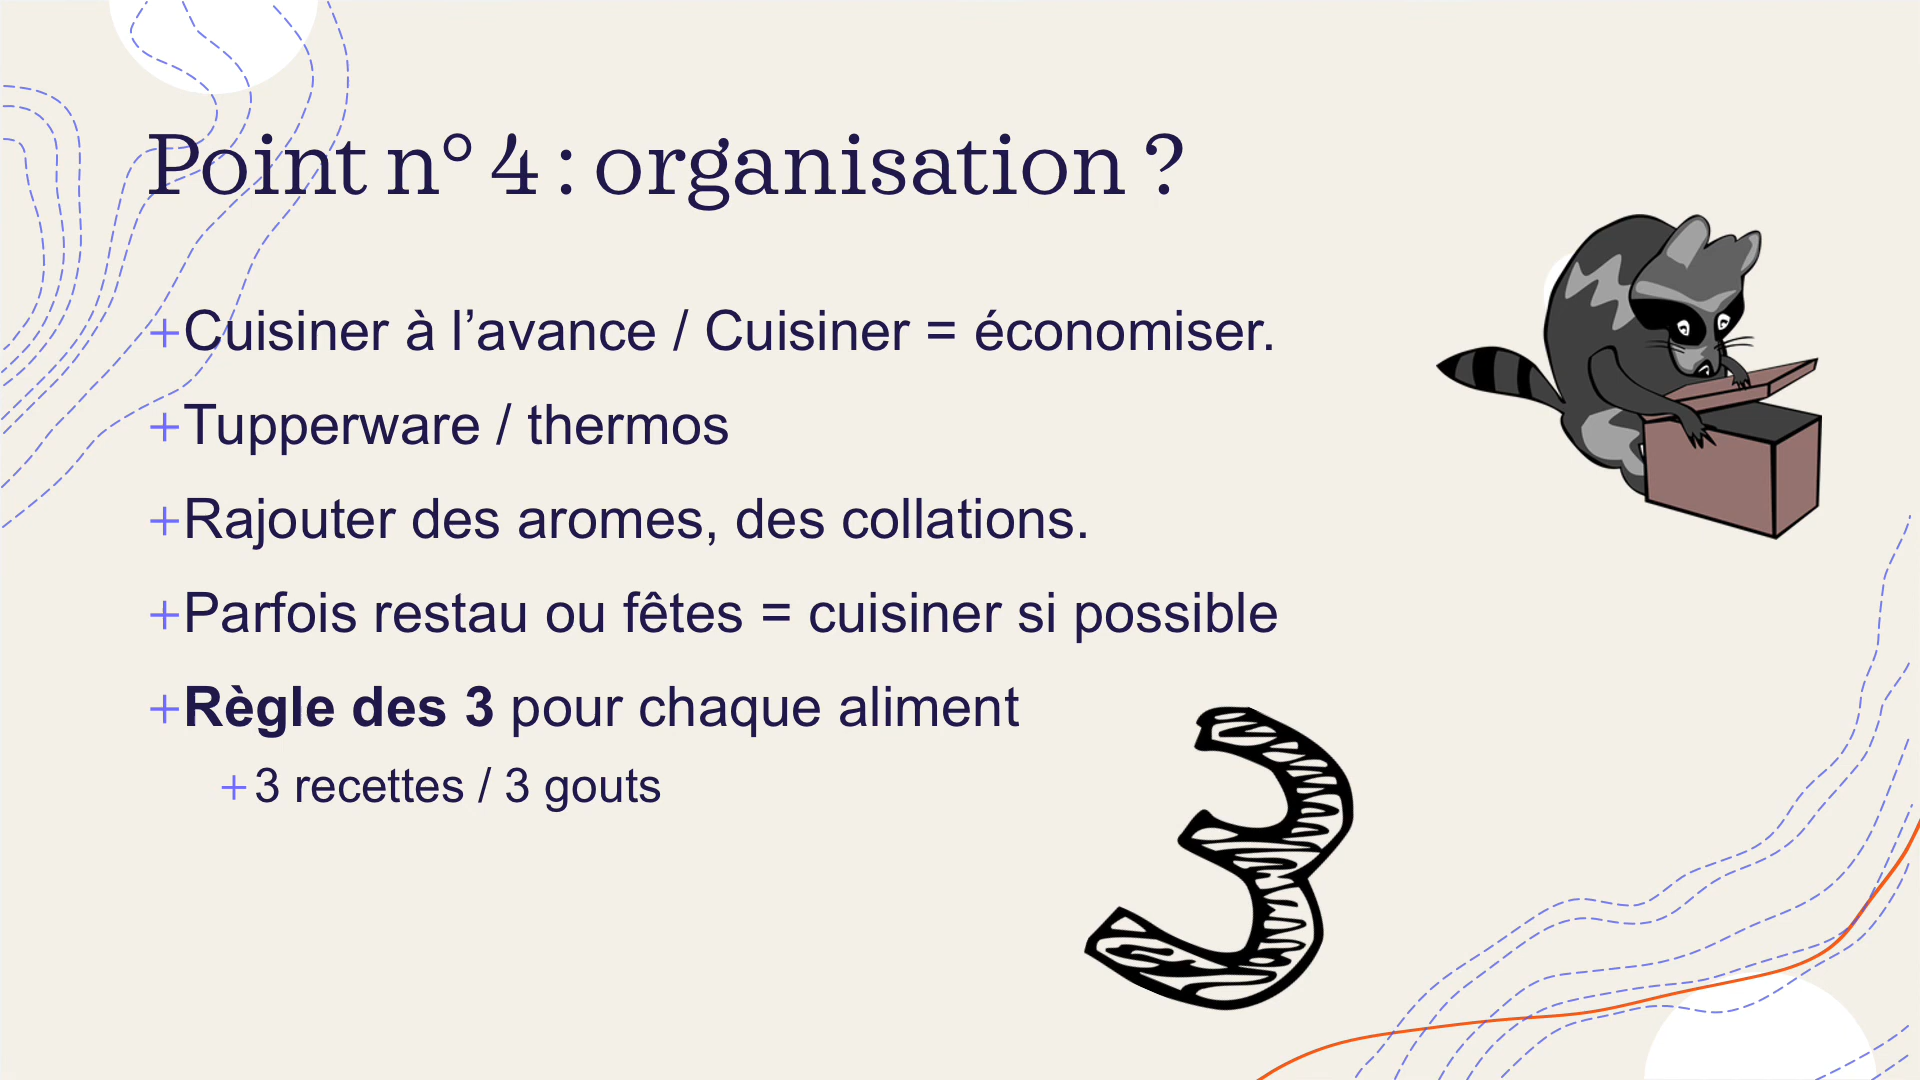 Point n° 4 : organisation ?
+Cuisiner à l’avance / Cuisiner = économiser.
+Tupperware / thermos
+Rajouter des aromes, des collations.
+Parfois restau ou fêtes = cuisiner si possible
+Règle des 3 pour chaque aliment
+3 recettes / 3 gouts
3